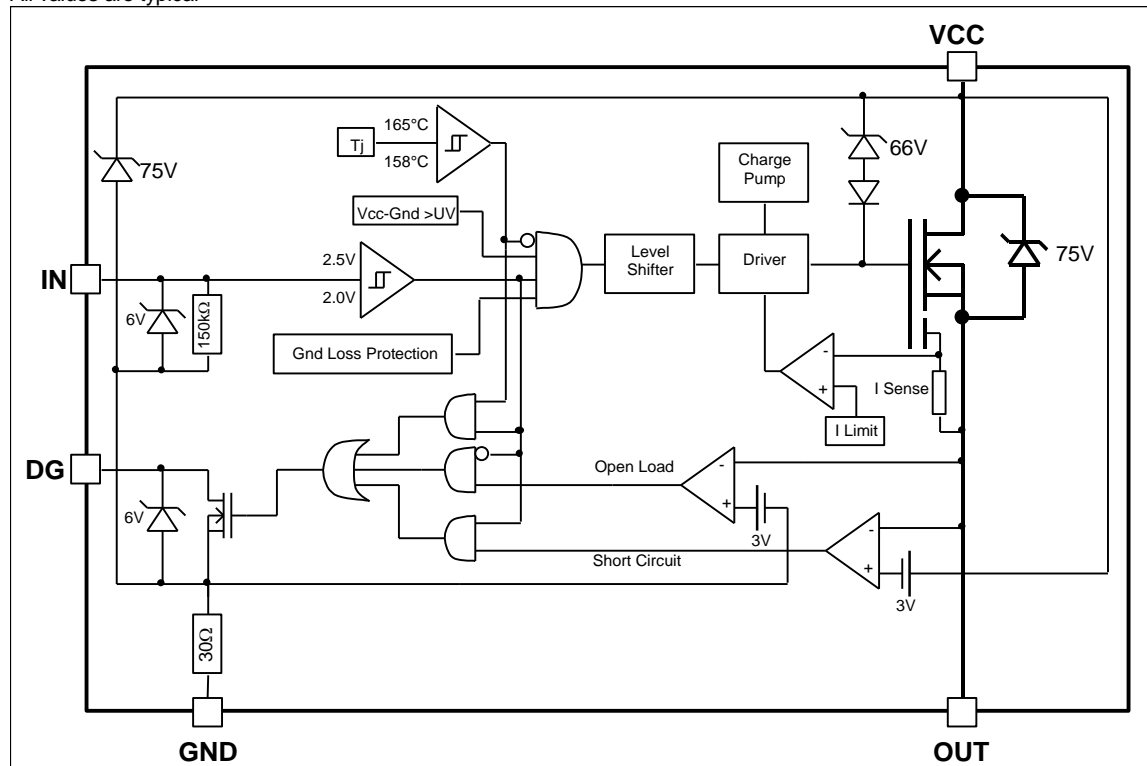 All values are typical
VCC
165°C
Tj
158°C
75V
66V
Charge
Pump
Vcc-Gnd >UV
Level
Shifter
Driver
75V
IN
2.5V
2.0V
6V
150kΩ
Gnd Loss Protection
-
+
I Sense
I Limit
DG
Open Load
-
+
3V
6V
Short Circuit
-
+
3V
30Ω
GND
OUT